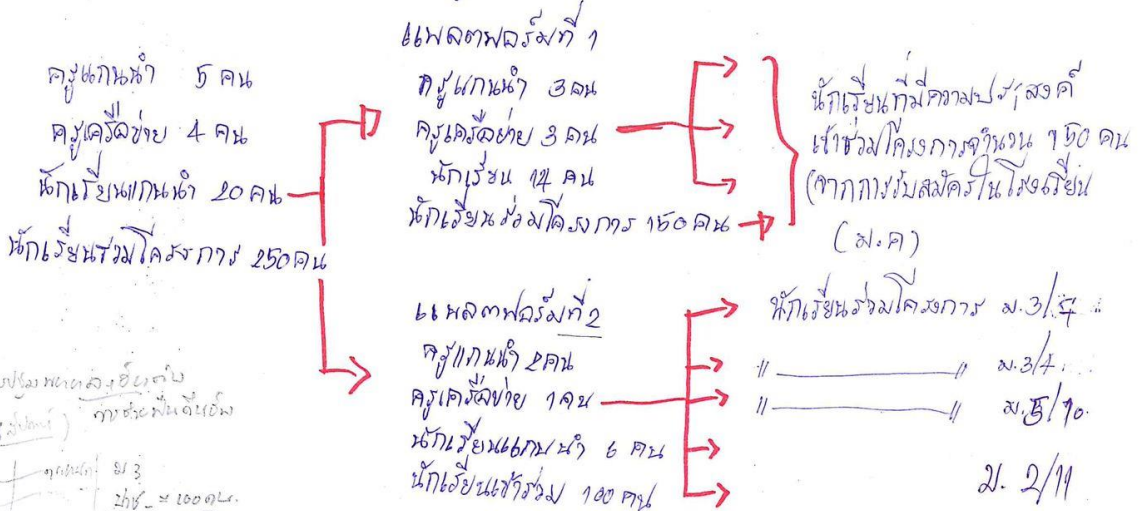 ครูแกนนำ 5 คน
ครูเครือข่าย 4 คน
นักเรียนแกนนำ 20 คน
นักเรียนร่วมโครงการ 250 คน
แพลตฟอร์มที่ 1
ครูแกนนำ 3 คน
ครูเครือข่าย 3 คน
นักเรียน 14 คน
นักเรียนร่วมโครงการ 150 คน
นักเรียนที่มีความประสงค์
เข้าร่วมโครงการจำนวน 150 คน
(จากการรับสมัครในโรงเรียน
(ม.ค)
แพลตฟอร์มที่ 2
ครูแกนนำ 2 คน
ครูเครือข่าย 1 คน
นักเรียนแกนนำ 6 คน
นักเรียนเข้าร่วม 100 คน
นักเรียนร่วมโครงการ ม.3/
" " ม.3/4
" " ม.5/10
ม. 2/11
ม 3